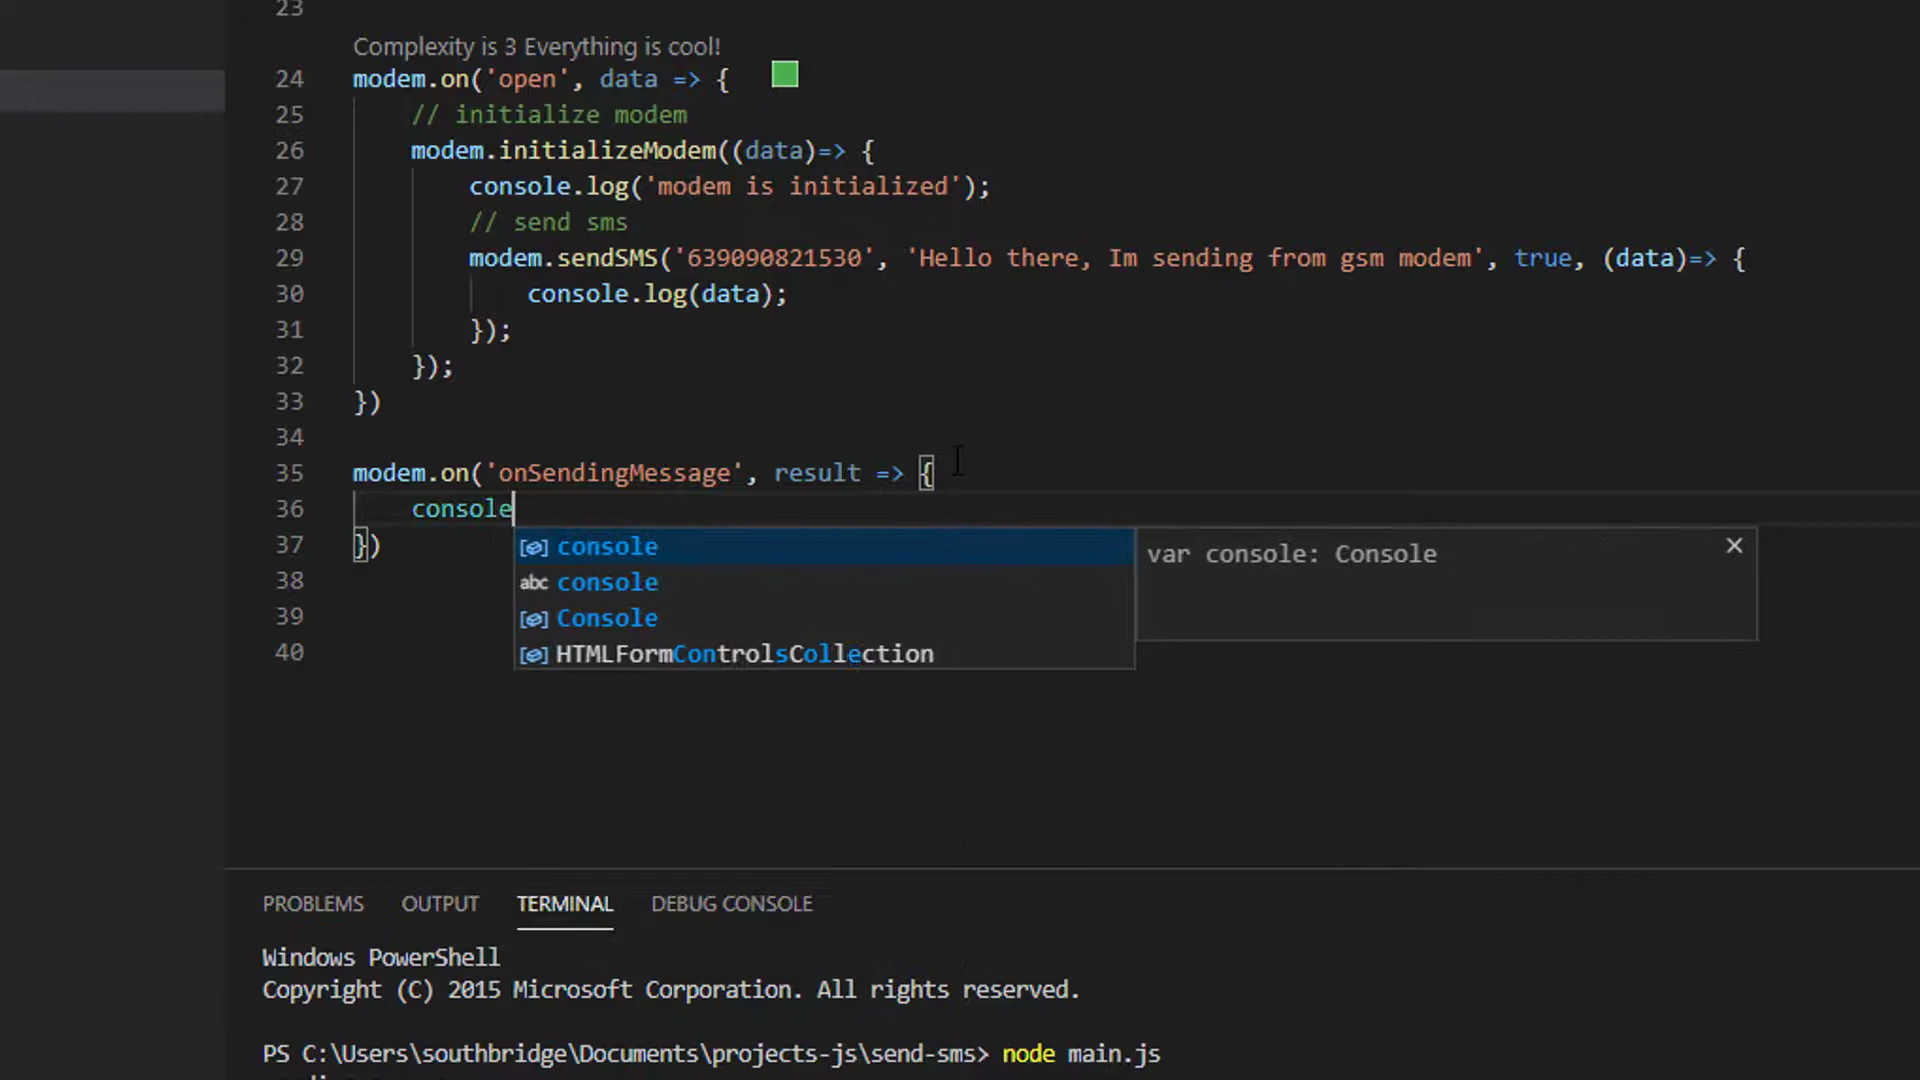 23
Complexity is 3 Everything is cool!
24 modem.on('open', data => {
25 // initialize modem
26 modem.initializeModem((data)=> {
27 console.log('modem is initialized');
28 // send sms
29 modem.sendSMS('639090821530', 'Hello there, Im sending from gsm modem', true, (data)=> {
30 console.log(data);
31 });
32 });
33 })
34
35 modem.on('onSendingMessage', result => {
36 console
37 })
38
39
40
console
abc console
Console
HTMLFormControlsCollection
var console: Console
PROBLEMS OUTPUT TERMINAL DEBUG CONSOLE
Windows PowerShell
Copyright (C) 2015 Microsoft Corporation. All rights reserved.
PS C:\Users\southbridge\Documents\projects-js\send-sms> node main.js